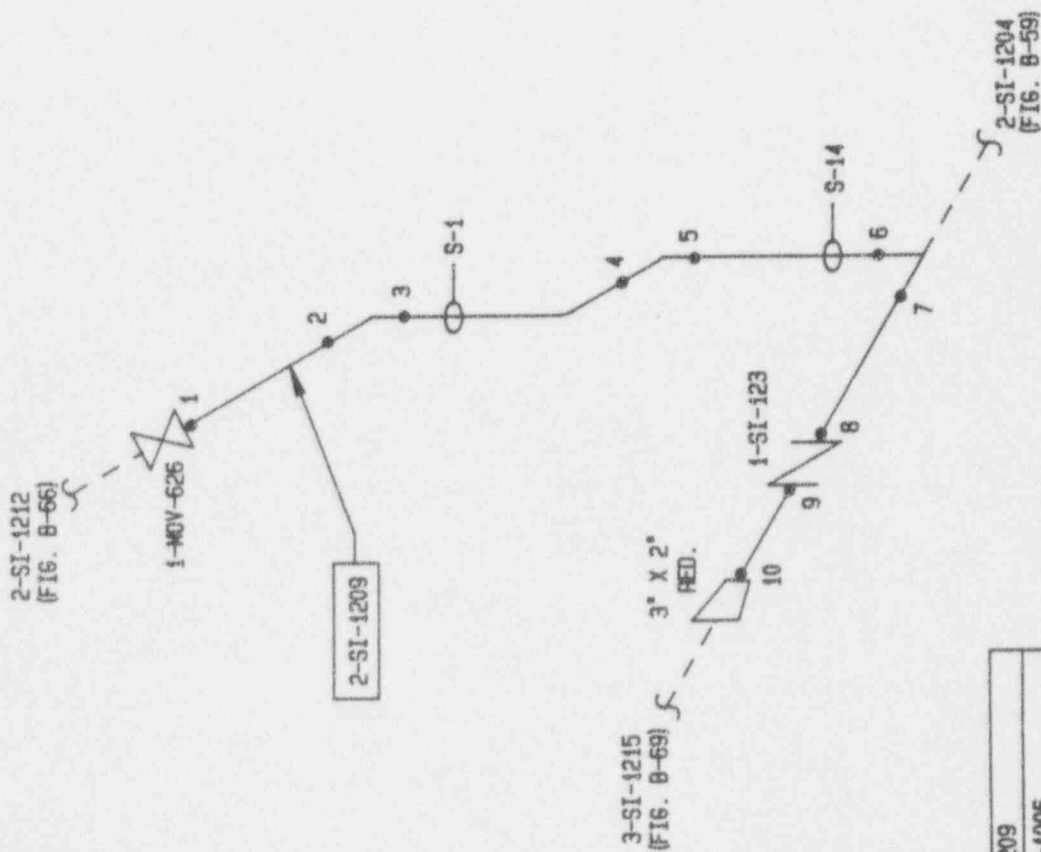 2-SI-1212
(FIG. B-66)
1-MOV-626
1
2
3
S-1
2-SI-1209
4
5
S-14
6
7
2-SI-1204
(FIG. B-59)
1-SI-123
8
9
3" X 2"
RED.
10
3-SI-1215
(FIG. B-69)